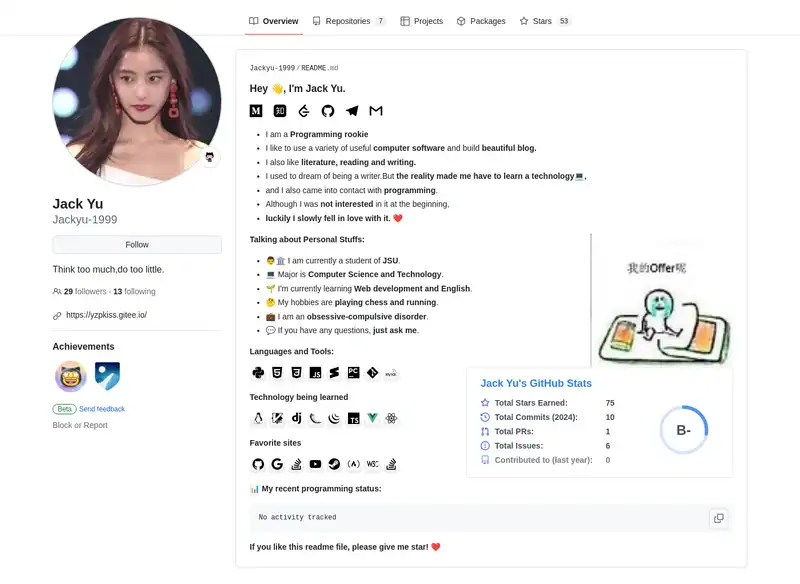 Overview
Repositories 7
Projects
Packages
Stars 53
Jack Yu
Jackyu-1999
Follow
Think too much,do too little.
29 followers · 13 following
https://yzpkiss.gitee.io/
Achievements
Beta Send feedback
Block or Report
Jackyu-1999 / README.md
Hey 👋, I'm Jack Yu.
I am a Programming rookie
I like to use a variety of useful computer software and build beautiful blog.
I also like literature, reading and writing.
I used to dream of being a writer.But the reality made me have to learn a technology💻,
and I also came into contact with programming.
Although I was not interested in it at the beginning,
luckily I slowly fell in love with it. ❤️
Talking about Personal Stuffs:
👨🏛️ I am currently a student of JSU.
💻 Major is Computer Science and Technology.
🌱 I'm currently learning Web development and English.
🤔 My hobbies are playing chess and running.
💼 I am an obsessive-compulsive disorder.
💬 If you have any questions, just ask me.
我的Offer呢
Languages and Tools:
JS
PC
Technology being learned
dj
TS
Favorite sites
W3C
Jack Yu's GitHub Stats
Total Stars Earned: 75
Total Commits (2024): 10
Total PRs: 1
Total Issues: 6
Contributed to (last year): 0
B-
📊 My recent programming status:
No activity tracked
If you like this readme file, please give me star! ❤️